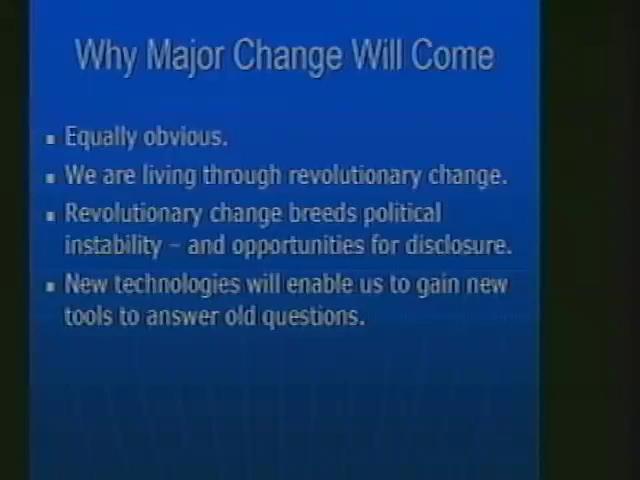 Why Major Change Will Come
▪ Equally obvious.
▪ We are living through revolutionary change.
▪ Revolutionary change breeds political
instability – and opportunities for disclosure.
▪ New technologies will enable us to gain new
tools to answer old questions.